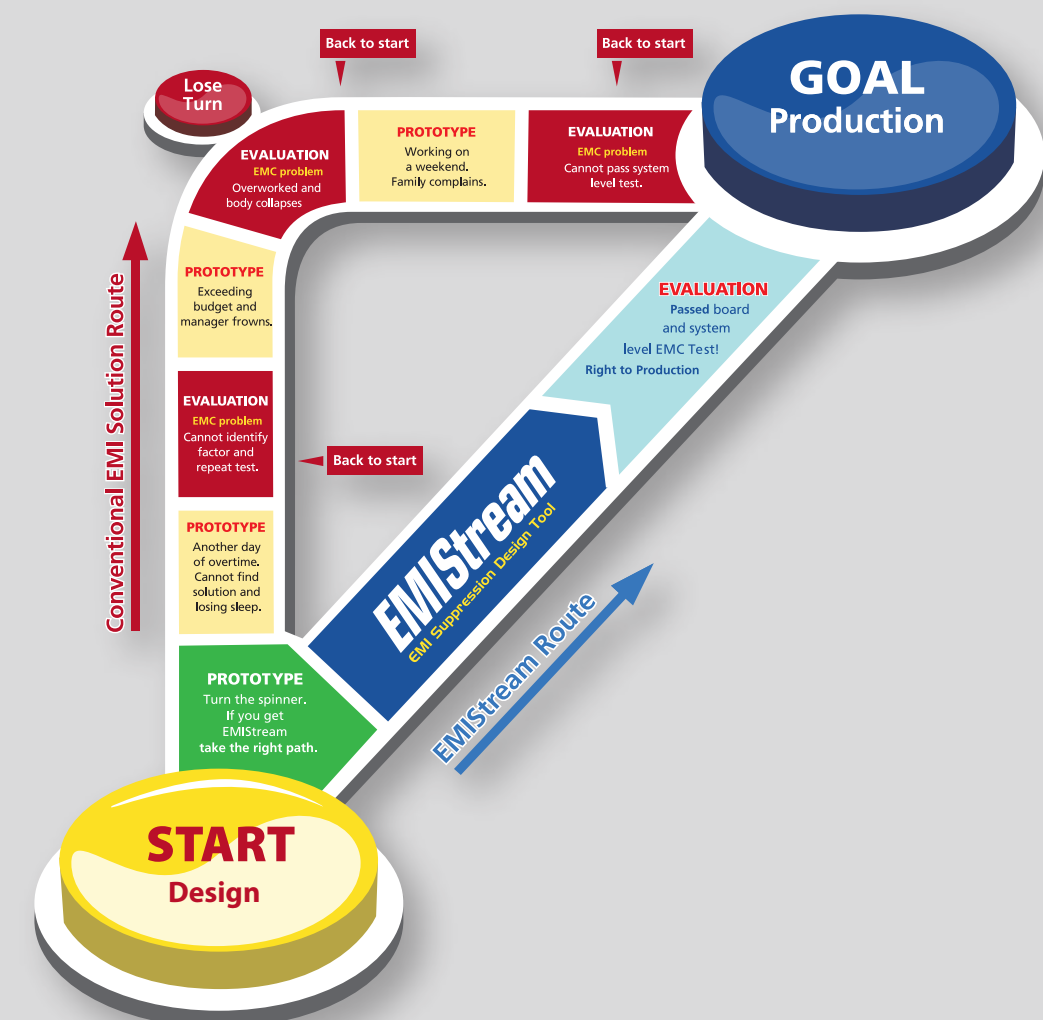 Back to start
Back to start
Lose
Turn
GOAL
Production
EVALUATION
EMC problem
Overworked and
body collapses
PROTOTYPE
Working on
a weekend.
Family complains.
EVALUATION
EMC problem
Cannot pass system
level test.
PROTOTYPE
Exceeding
budget and
manager frowns.
EVALUATION
Passed board
and system
level EMC Test!
Right to Production
Conventional EMI Solution Route
EVALUATION
EMC problem
Cannot identify
factor and
repeat test.
Back to start
EMIStream
EMI Suppression Design Tool
PROTOTYPE
Another day
of overtime.
Cannot find
solution and
losing sleep.
EMIStream Route
PROTOTYPE
Turn the spinner.
If you get
EMIStream
take the right path.
START
Design